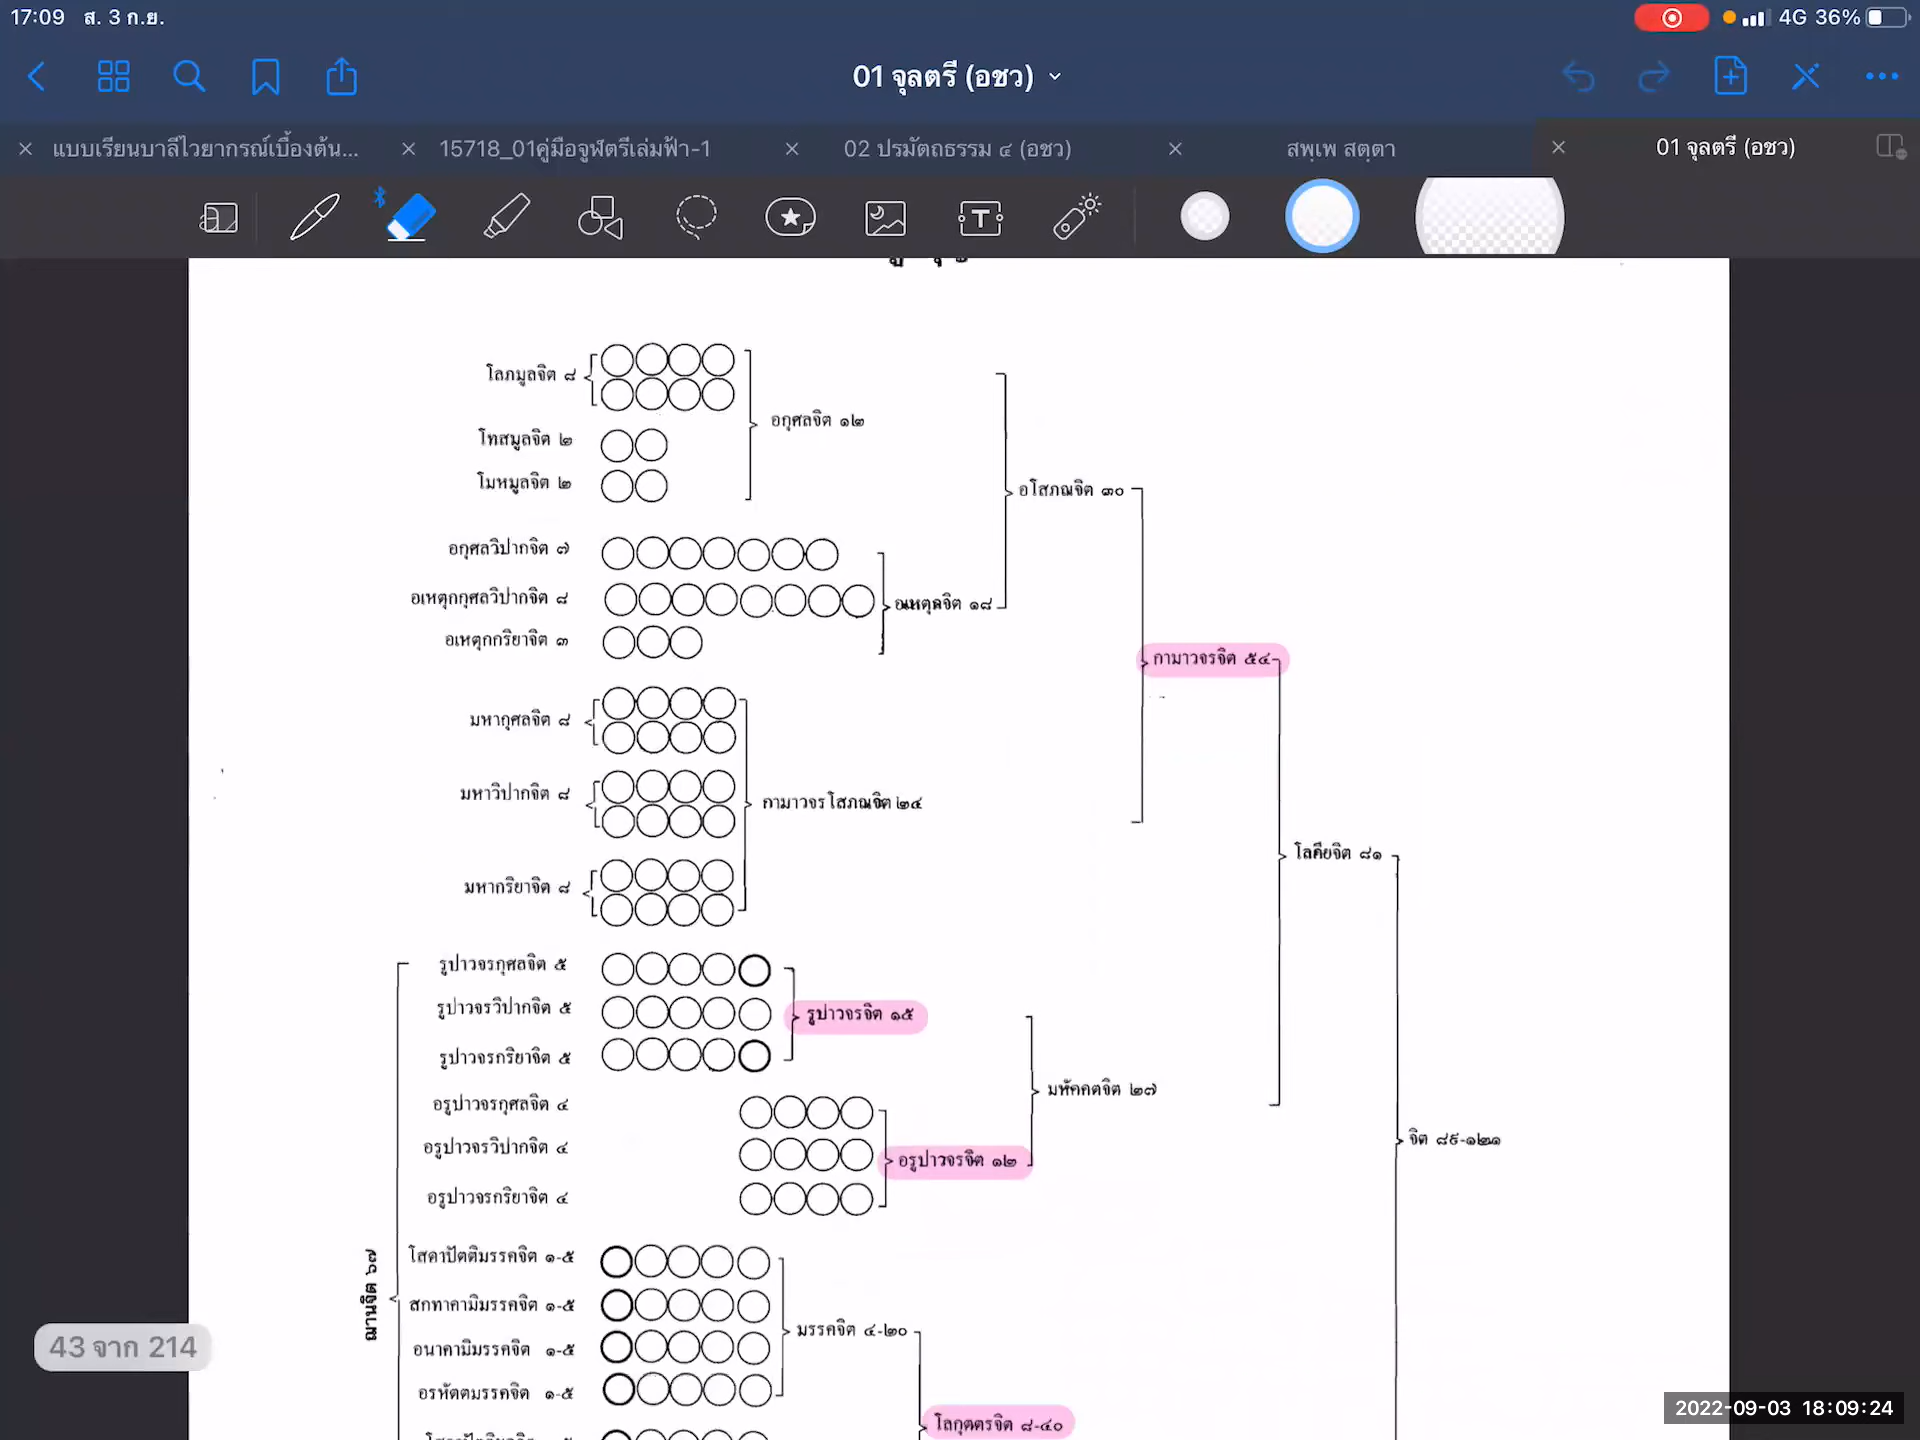 17:09 ส. 3 ก.ย.
4G 36%
01 จุลตรี (อชว)
แบบเรียนบาลีไวยากรณ์เบื้องต้น...
15718_01คู่มือจูฬตรีเล่มฟ้า-1
02 ปรมัตถธรรม ๔ (อชว)
สพฺเพ สตฺตา
01 จุลตรี (อชว)
โลภมูลจิต ๘
อกุศลจิต ๑๒
โทสมูลจิต ๒
โมหมูลจิต ๒
อโสภณจิต ๓๐
อกุศลวิปากจิต ๗
อเหตุกกุศลวิปากจิต ๘
อเหตุกจิต ๑๘
อเหตุกกริยาจิต ๓
กามาวจรจิต ๕๔
มหากุศลจิต ๘
มหาวิปากจิต ๘
กามาวจรโสภณจิต ๒๔
โลกียจิต ๘๑
มหากริยาจิต ๘
รูปาวจรกุศลจิต ๕
รูปาวจรวิปากจิต ๕
รูปาวจรจิต ๑๕
รูปาวจรกริยาจิต ๕
มหัคคตจิต ๒๗
อรูปาวจรกุศลจิต ๔
อรูปาวจรวิปากจิต ๔
อรูปาวจรจิต ๑๒
จิต ๘๙-๑๒๑
อรูปาวจรกริยาจิต ๔
ฌานจิต ๖๗
โสดาปัตติมรรคจิต ๑-๕
สกทาคามิมรรคจิต ๑-๕
มรรคจิต ๔-๒๐
อนาคามิมรรคจิต ๑-๕
อรหัตตมรรคจิต ๑-๕
โลกุตตรจิต ๘-๔๐
43 จาก 214
2022-09-03 18:09:24